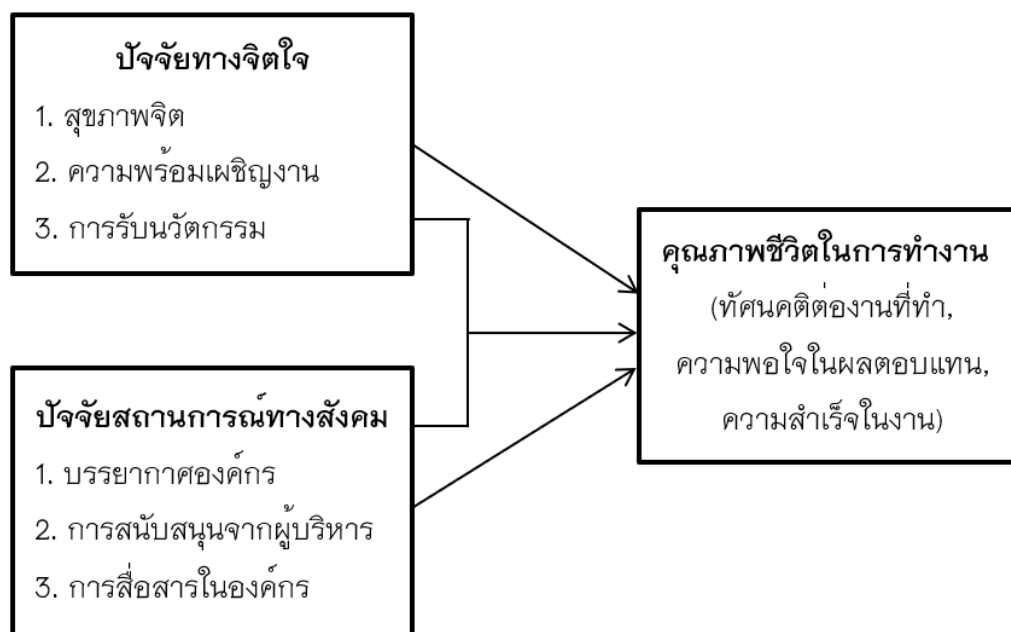 ปัจจัยทางจิตใจ
1. สุขภาพจิต
2. ความพร้อมเผชิญงาน
3. การรับนวัตกรรม
คุณภาพชีวิตในการทำงาน
(ทัศนคติต่องานที่ทำ,
ความพอใจในผลตอบแทน,
ความสำเร็จในงาน)
ปัจจัยสถานการณ์ทางสังคม
1. บรรยากาศองค์กร
2. การสนับสนุนจากผู้บริหาร
3. การสื่อสารในองค์กร